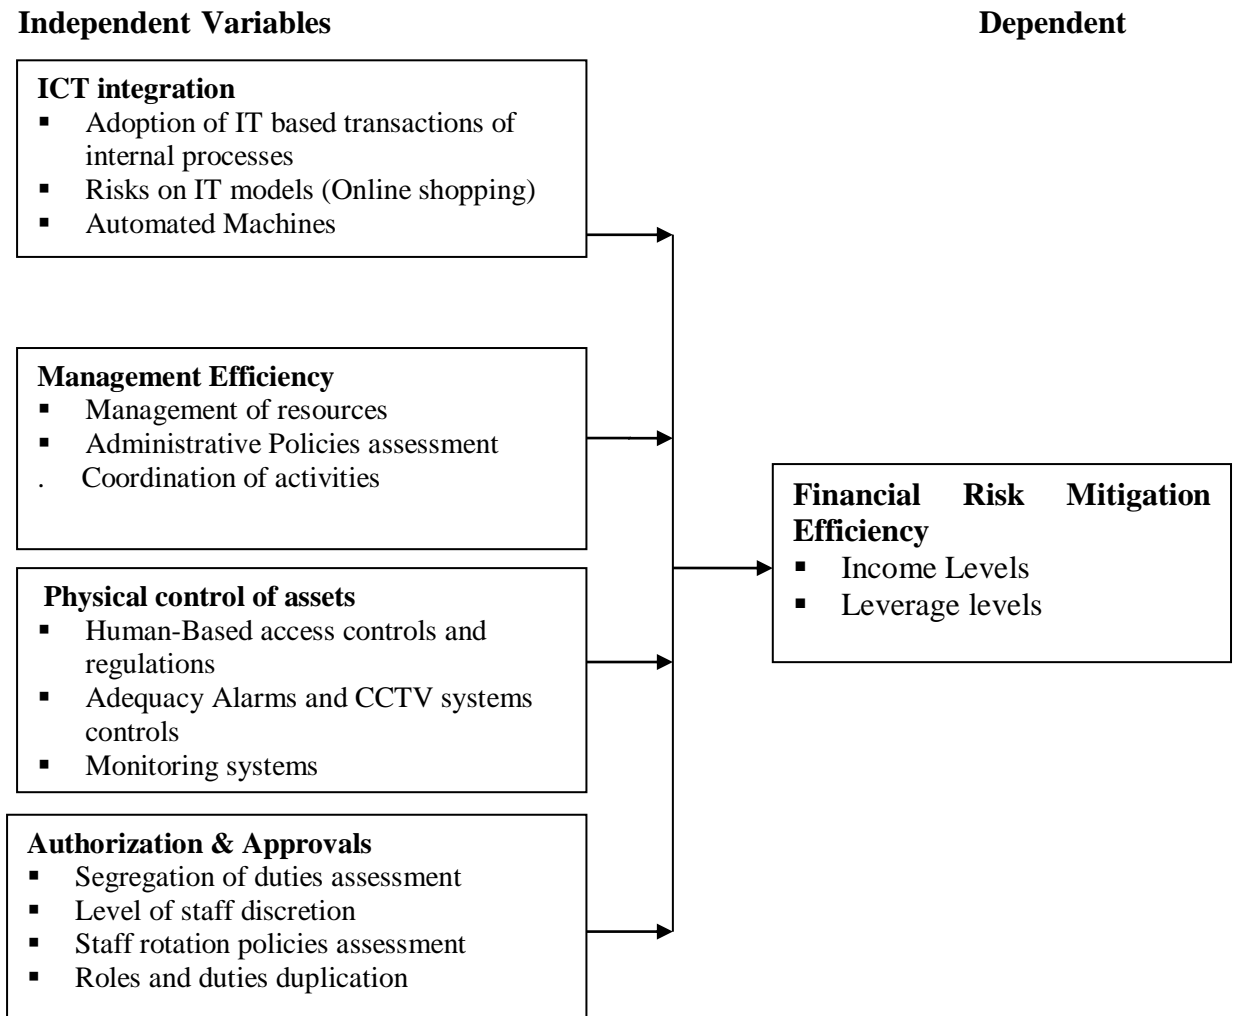 Independent Variables
Dependent
ICT integration
▪ Adoption of IT based transactions of
internal processes
▪ Risks on IT models (Online shopping)
▪ Automated Machines
Management Efficiency
▪ Management of resources
▪ Administrative Policies assessment
. Coordination of activities
Physical control of assets
▪ Human-Based access controls and
regulations
▪ Adequacy Alarms and CCTV systems
controls
▪ Monitoring systems
Authorization & Approvals
▪ Segregation of duties assessment
▪ Level of staff discretion
▪ Staff rotation policies assessment
▪ Roles and duties duplication
Financial Risk Mitigation
Efficiency
▪ Income Levels
▪ Leverage levels